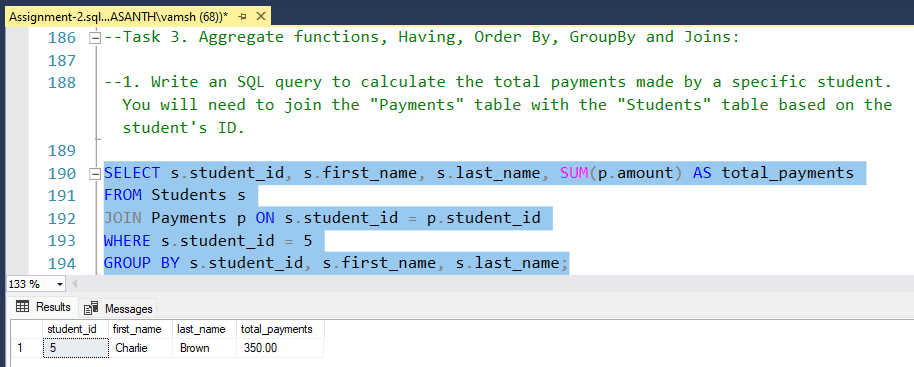 Assignment-2.sql...ASANTH\vamsh (68))*
186 --Task 3. Aggregate functions, Having, Order By, GroupBy and Joins:
187
188 --1. Write an SQL query to calculate the total payments made by a specific student.
You will need to join the "Payments" table with the "Students" table based on the
student's ID.
189
190 SELECT s.student_id, s.first_name, s.last_name, SUM(p.amount) AS total_payments
191 FROM Students s
192 JOIN Payments p ON s.student_id = p.student_id
193 WHERE s.student_id = 5
194 GROUP BY s.student_id, s.first_name, s.last_name;
133 %
Results Messages
student_id first_name last_name total_payments
1 5 Charlie Brown 350.00